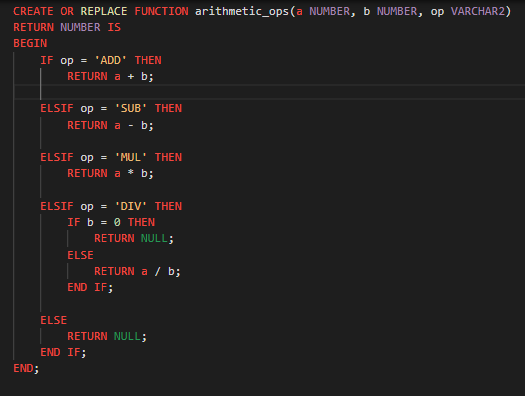 CREATE OR REPLACE FUNCTION arithmetic_ops(a NUMBER, b NUMBER, op VARCHAR2)
RETURN NUMBER IS
BEGIN
    IF op = 'ADD' THEN
        RETURN a + b;

    ELSIF op = 'SUB' THEN
        RETURN a - b;

    ELSIF op = 'MUL' THEN
        RETURN a * b;

    ELSIF op = 'DIV' THEN
        IF b = 0 THEN
            RETURN NULL;
        ELSE
            RETURN a / b;
        END IF;

    ELSE
        RETURN NULL;
    END IF;
END;